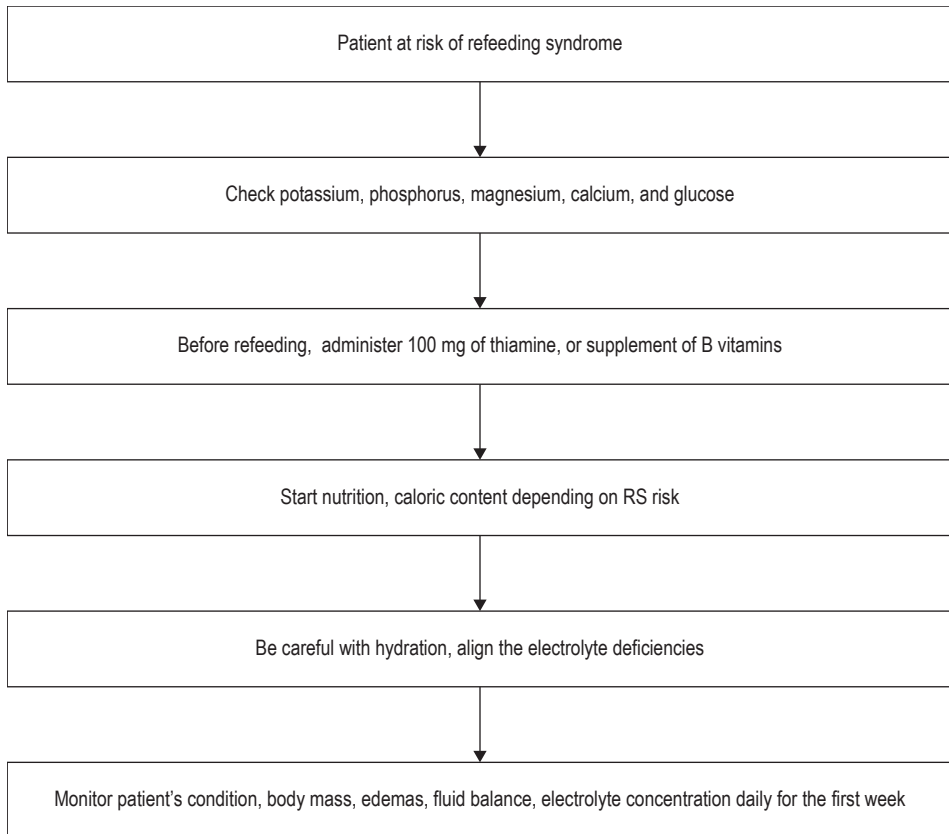 Patient at risk of refeeding syndrome
Check potassium, phosphorus, magnesium, calcium, and glucose
Before refeeding, administer 100 mg of thiamine, or supplement of B vitamins
Start nutrition, caloric content depending on RS risk
Be careful with hydration, align the electrolyte deficiencies
Monitor patient's condition, body mass, edemas, fluid balance, electrolyte concentration daily for the first week